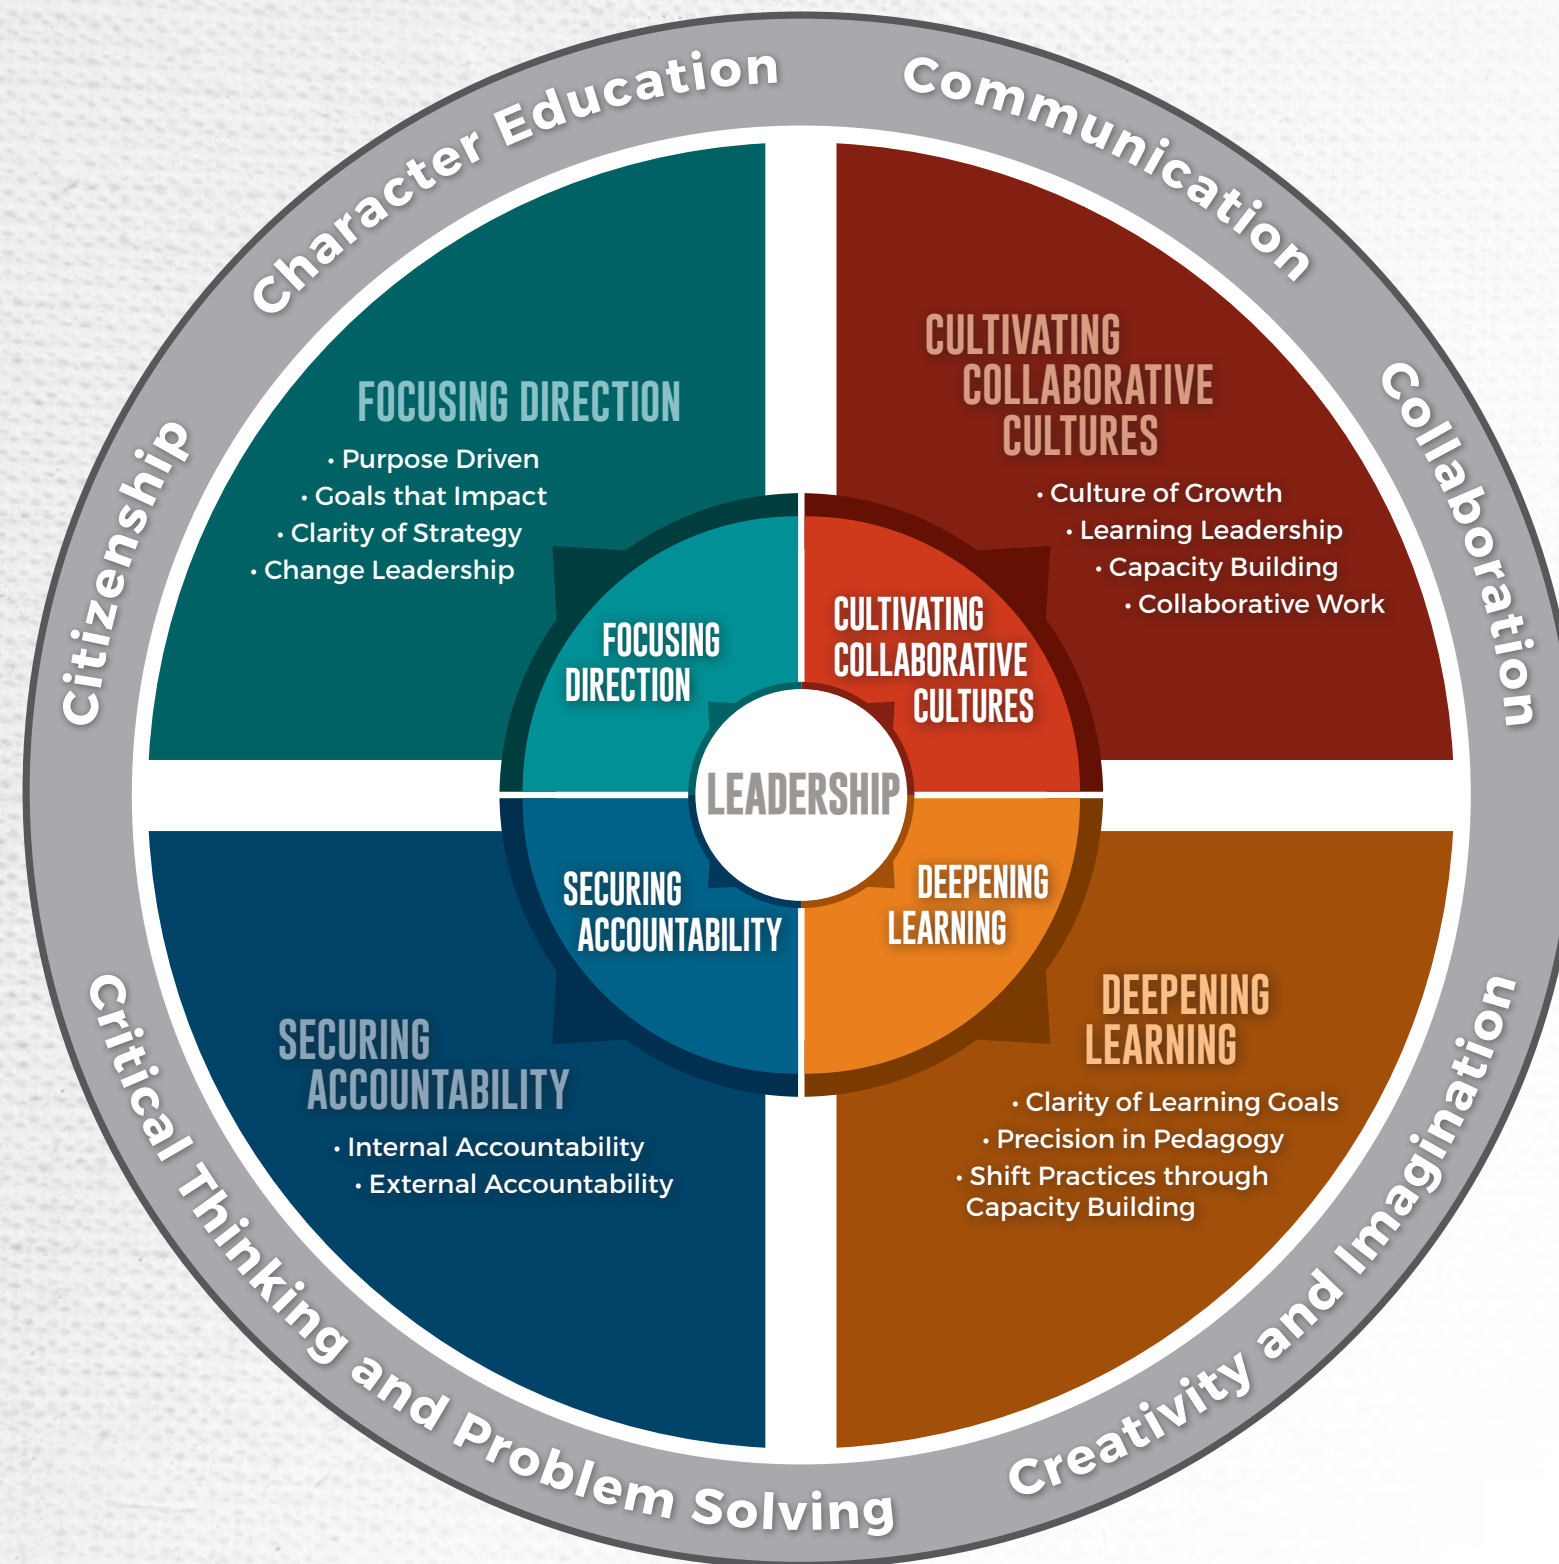 Character Education
Communication
Collaboration
Creativity and Imagination
Critical Thinking and Problem Solving
Citizenship
FOCUSING DIRECTION
• Purpose Driven
• Goals that Impact
• Clarity of Strategy
• Change Leadership
CULTIVATING
COLLABORATIVE
CULTURES
• Culture of Growth
• Learning Leadership
• Capacity Building
• Collaborative Work
FOCUSING
DIRECTION
CULTIVATING
COLLABORATIVE
CULTURES
LEADERSHIP
SECURING
ACCOUNTABILITY
DEEPENING
LEARNING
SECURING
ACCOUNTABILITY
• Internal Accountability
• External Accountability
DEEPENING
LEARNING
• Clarity of Learning Goals
• Precision in Pedagogy
• Shift Practices through
Capacity Building